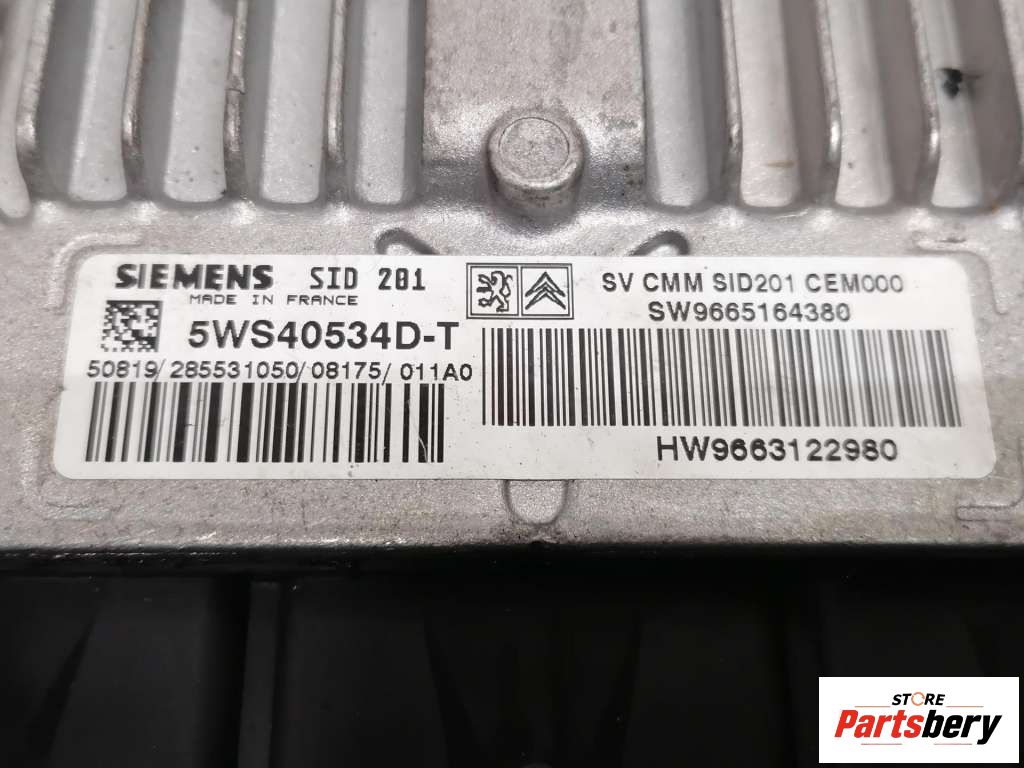 SIEMENS SID 201
MADE IN FRANCE
5WS40534D-T
50819/285531050/08175/011A0
SV CMM SID201 CEM000
SW9665164380
HW9663122980
STORE
Partsbery